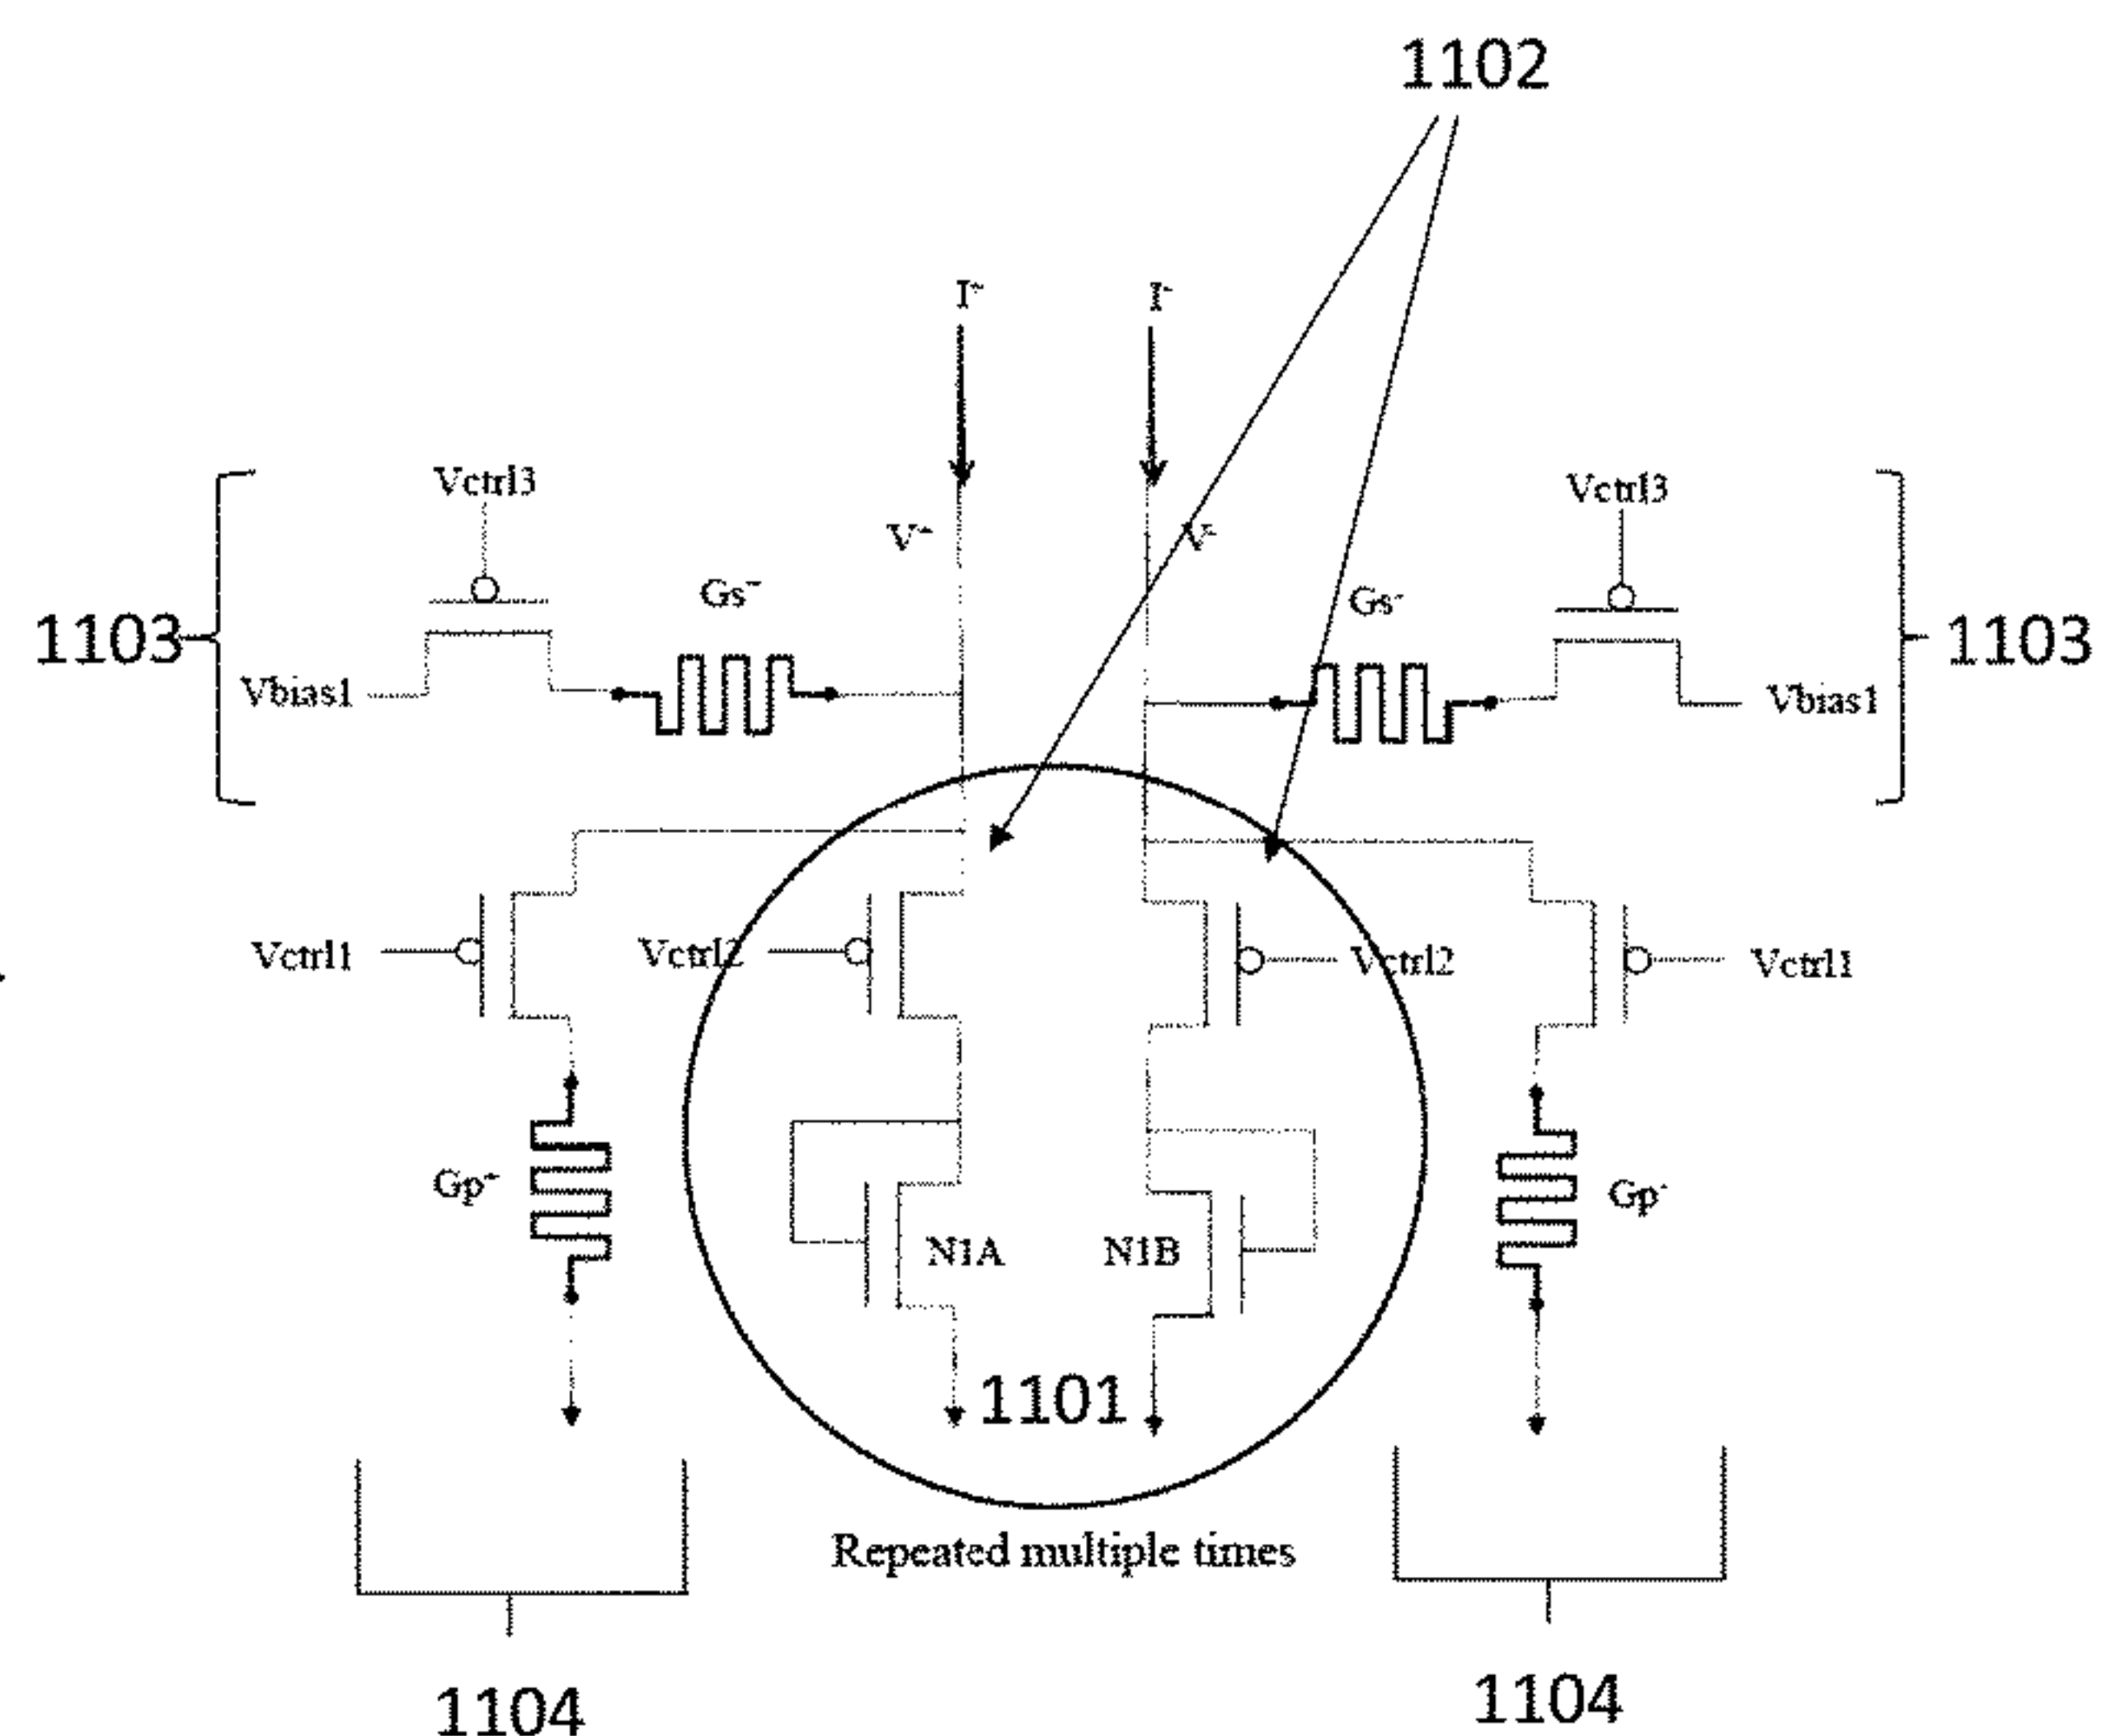 1102
I⁺ I⁻
Vctrl3 Vctrl3
V⁺ V⁻
Gs⁺ Gs⁻
1103 1103
Vbias1 Vbias1
Vctrl1 Vctrl2 Vctrl2 Vctrl1
Gp⁺ Gp⁻
N1A N1B
1101
Repeated multiple times
1104 1104